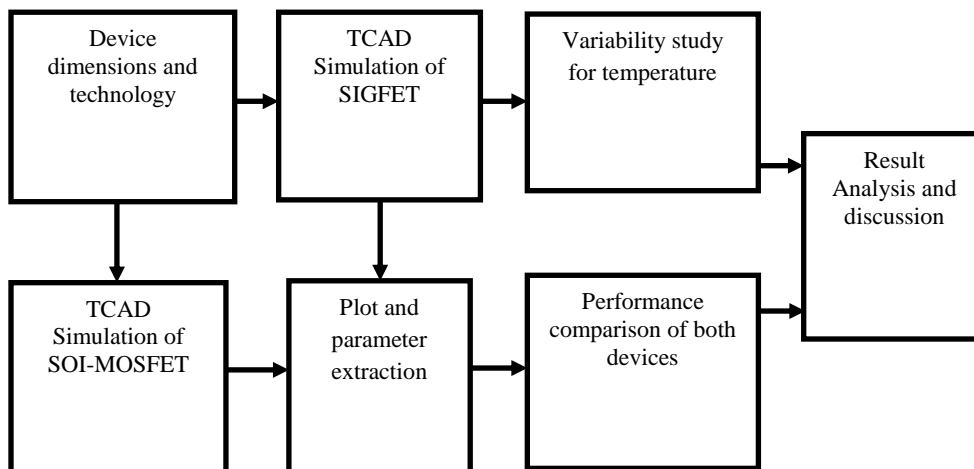 Device
dimensions and
technology
TCAD
Simulation of
SIGFET
Variability study
for temperature
Result
Analysis and
discussion
TCAD
Simulation of
SOI-MOSFET
Plot and
parameter
extraction
Performance
comparison of both
devices